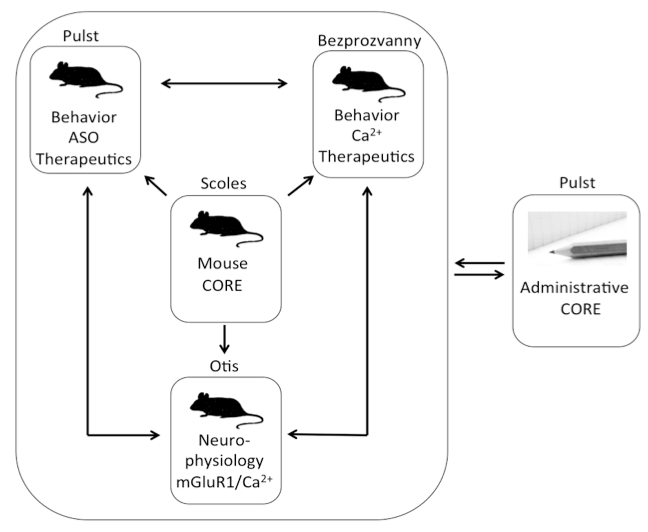 Pulst
Behavior
ASO
Therapeutics
Bezprozvanny
Behavior
Ca²⁺
Therapeutics
Scoles
Mouse
CORE
Otis
Neuro-
physiology
mGluR1/Ca²⁺
Pulst
Administrative
CORE